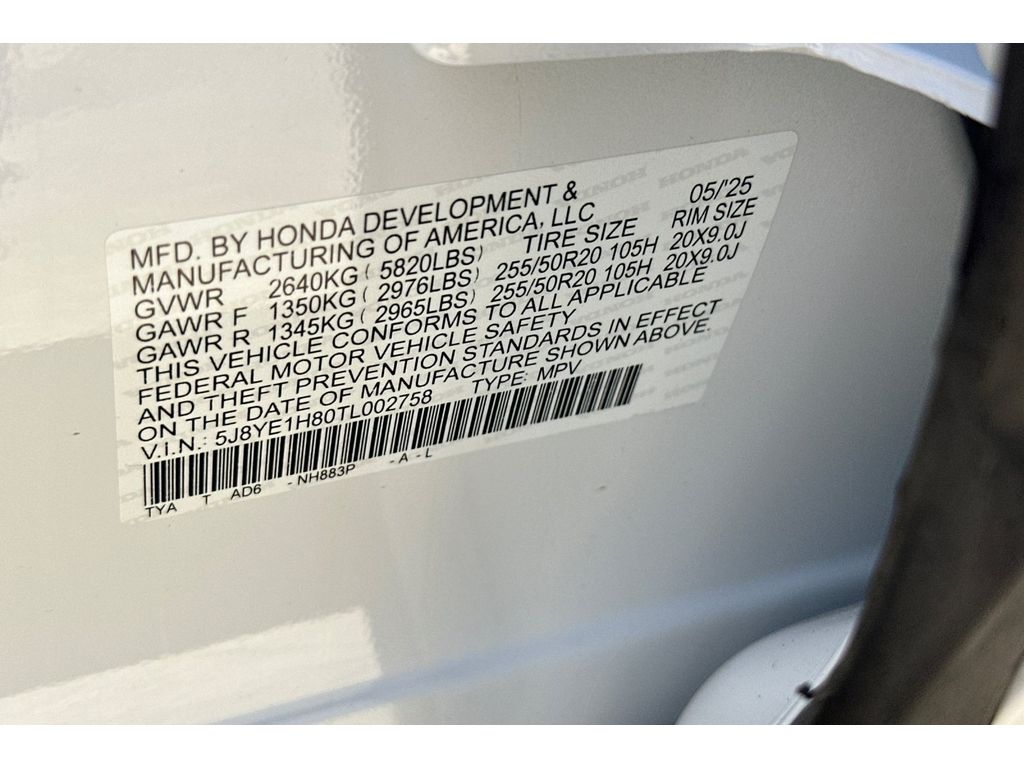 MFD. BY HONDA DEVELOPMENT & 05/'25
MANUFACTURING OF AMERICA, LLC
GVWR 2640KG ( 5820LBS) TIRE SIZE RIM SIZE
GAWR F 1350KG ( 2976LBS) 255/50R20 105H 20X9.0J
GAWR R 1345KG ( 2965LBS) 255/50R20 105H 20X9.0J
THIS VEHICLE CONFORMS TO ALL APPLICABLE
FEDERAL MOTOR VEHICLE SAFETY
AND THEFT PREVENTION STANDARDS IN EFFECT
ON THE DATE OF MANUFACTURE SHOWN ABOVE.
V.I.N.: 5J8YE1H80TL002758 TYPE: MPV
TYA T AD6 - NH883P - A - L